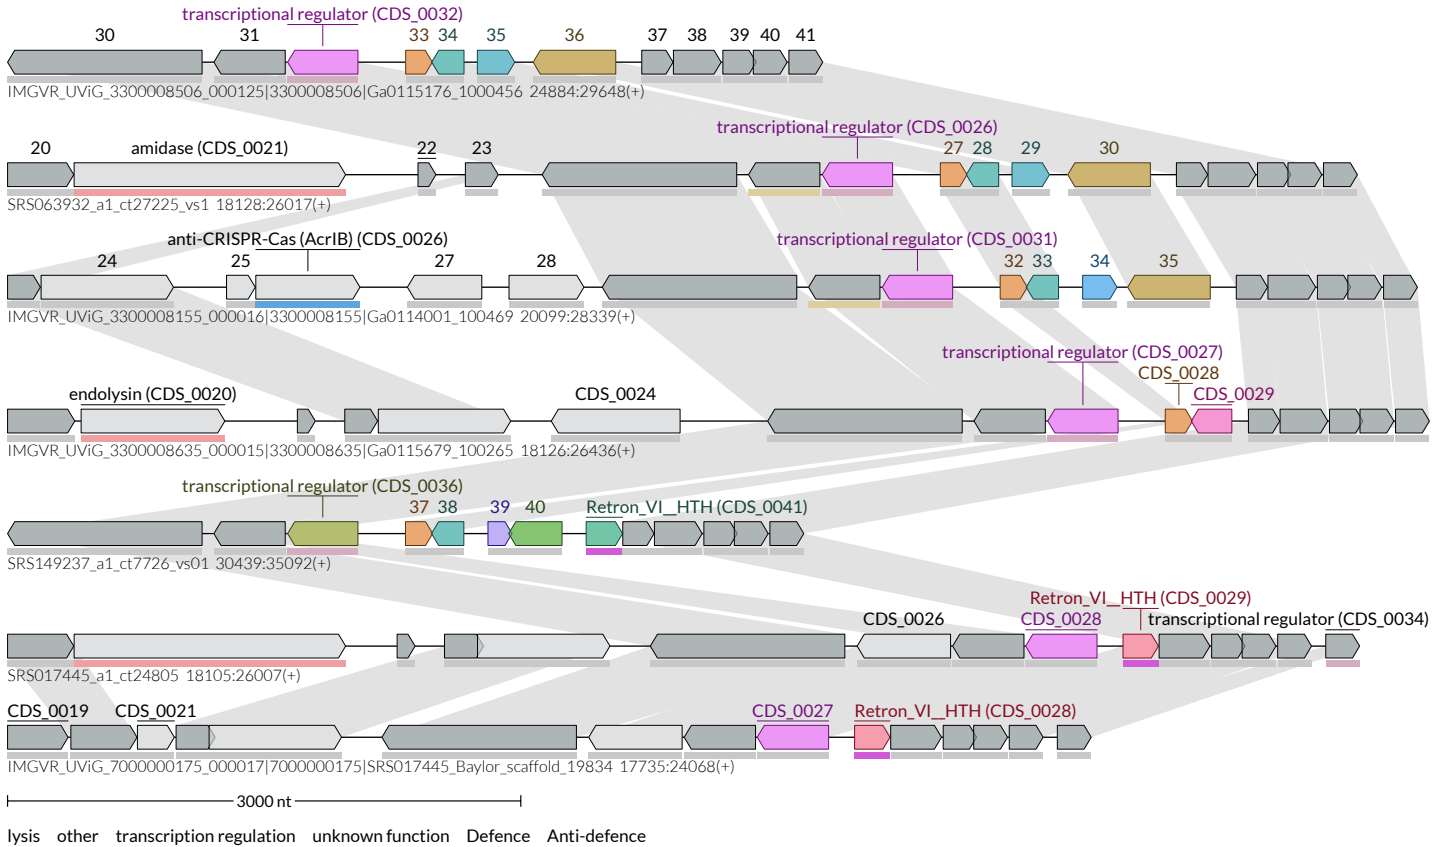 transcriptional regulator (CDS_0032)
30 31 33 34 35 36 37 38 39 40 41
IMGVR_UViG_3300008506_000125|3300008506|Ga0115176_1000456 24884:29648(+)
transcriptional regulator (CDS_0026)
20 amidase (CDS_0021) 22 23 27 28 29 30
SRS063932_a1_ct27225_vs1 18128:26017(+)
anti-CRISPR-Cas (AcrIB) (CDS_0026) transcriptional regulator (CDS_0031)
24 25 27 28 32 33 34 35
IMGVR_UViG_3300008155_000016|3300008155|Ga0114001_100469 20099:28339(+)
transcriptional regulator (CDS_0027)
CDS_0028
endolysin (CDS_0020) CDS_0024 CDS_0029
IMGVR_UViG_3300008635_000015|3300008635|Ga0115679_100265 18126:26436(+)
transcriptional regulator (CDS_0036)
37 38 39 40 Retron_VI__HTH (CDS_0041)
SRS149237_a1_ct7726_vs01 30439:35092(+)
Retron_VI__HTH (CDS_0029)
CDS_0026 CDS_0028 transcriptional regulator (CDS_0034)
SRS017445_a1_ct24805 18105:26007(+)
CDS_0019 CDS_0021 CDS_0027 Retron_VI__HTH (CDS_0028)
IMGVR_UViG_7000000175_000017|7000000175|SRS017445_Baylor_scaffold_19834 17735:24068(+)
3000 nt
lysis other transcription regulation unknown function Defence Anti-defence